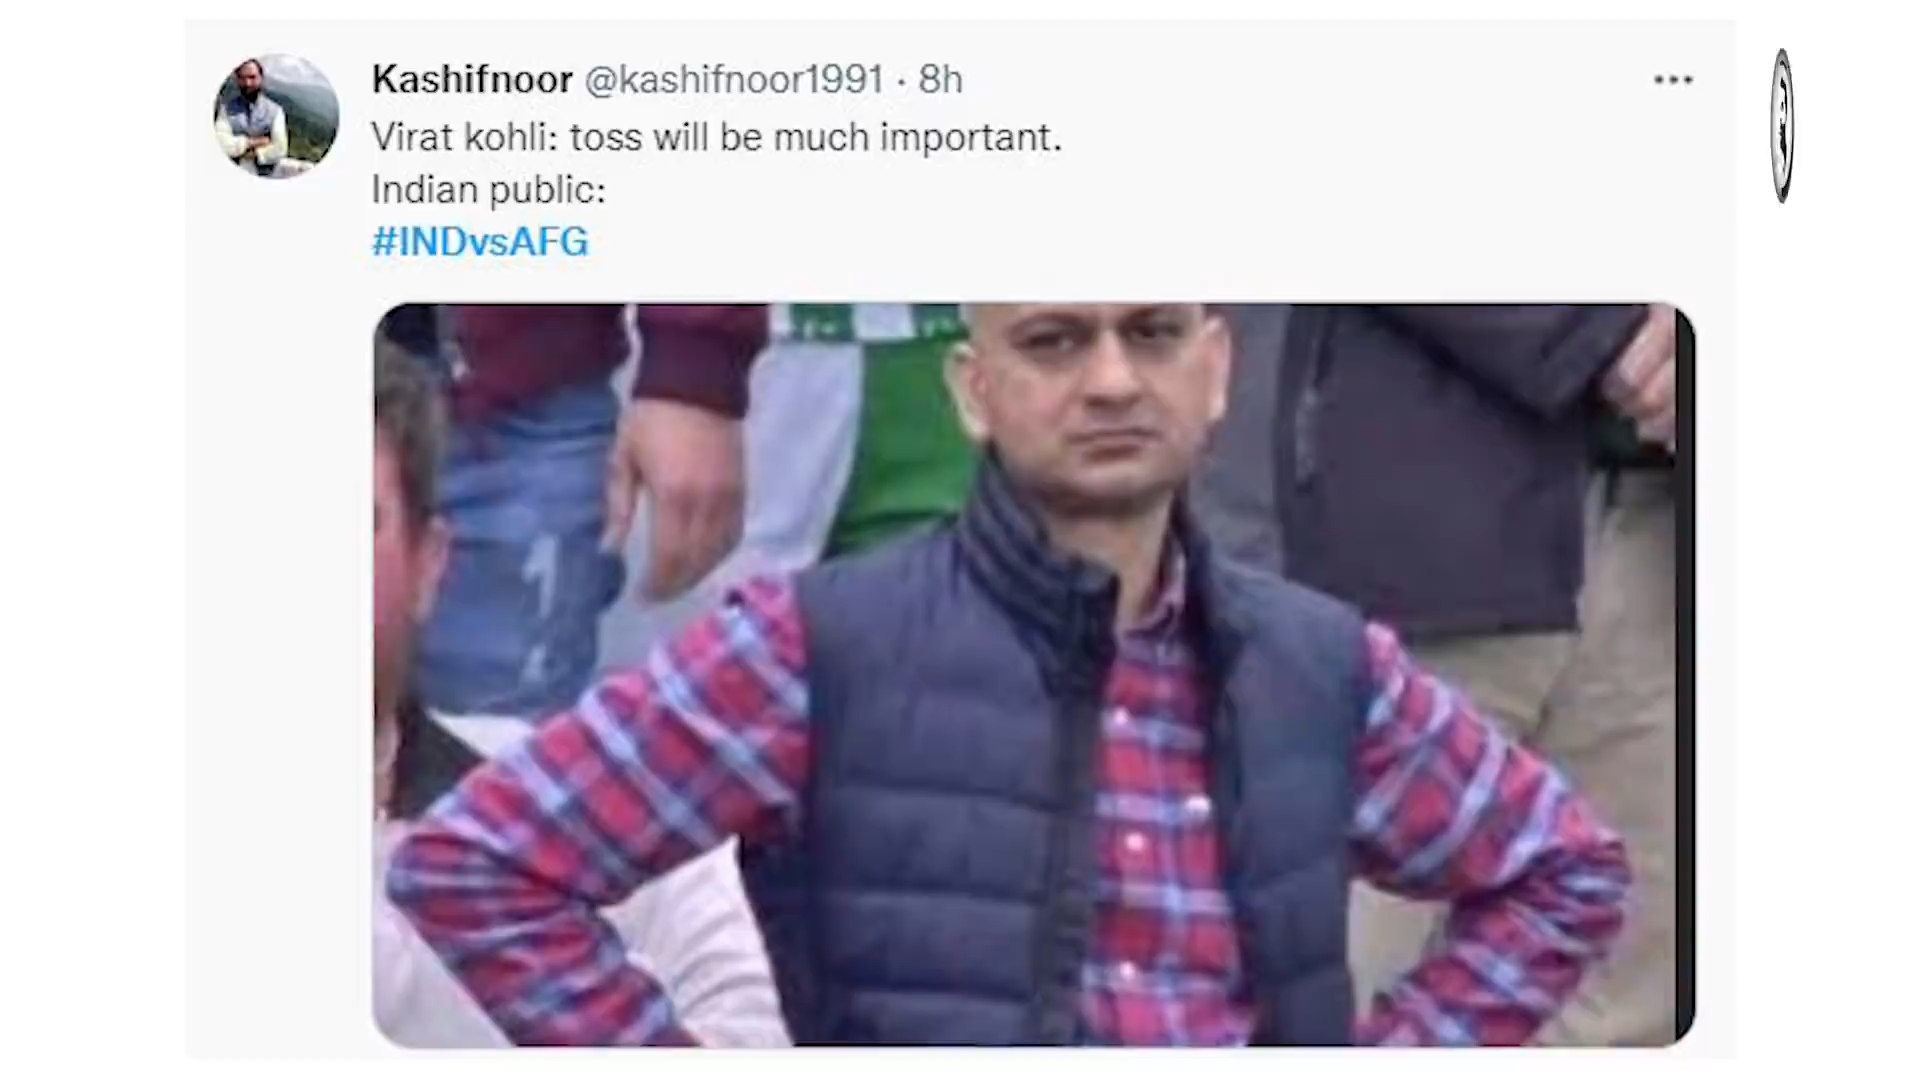 Kashifnoor @kashifnoor1991 · 8h
Virat kohli: toss will be much important.
Indian public:
#INDvsAFG